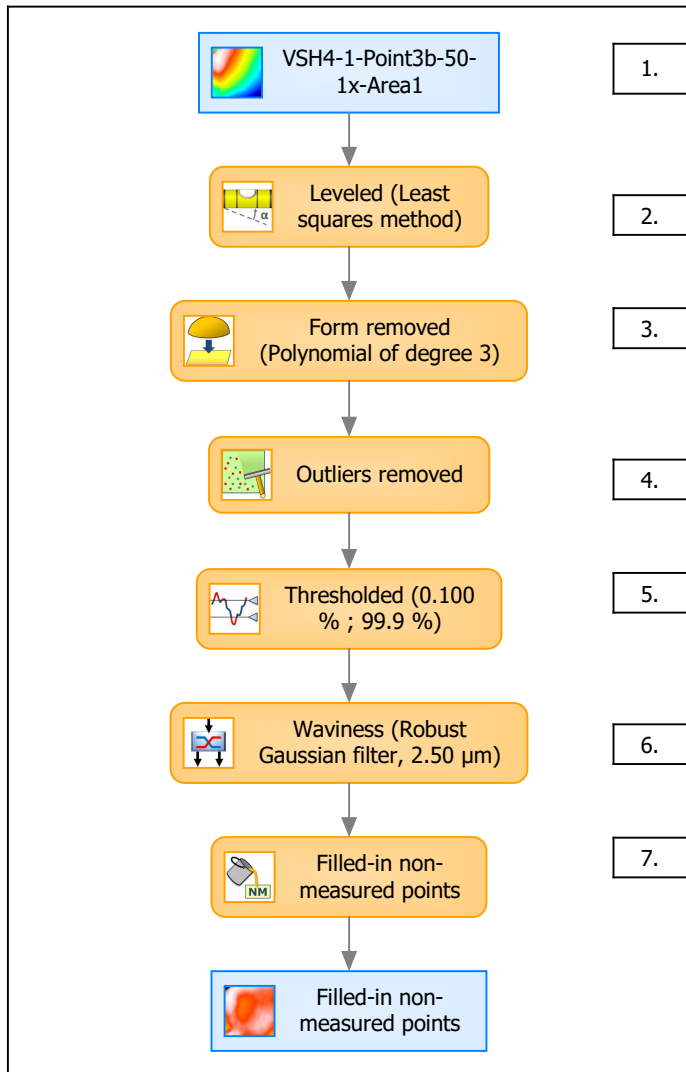 VSH4-1-Point3b-50-
1x-Area1
1.
α
Leveled (Least
squares method)
2.
Form removed
(Polynomial of degree 3)
3.
Outliers removed
4.
Thresholded (0.100
% ; 99.9 %)
5.
Waviness (Robust
Gaussian filter, 2.50 µm)
6.
Filled-in non-
measured points
NM
7.
Filled-in non-
measured points